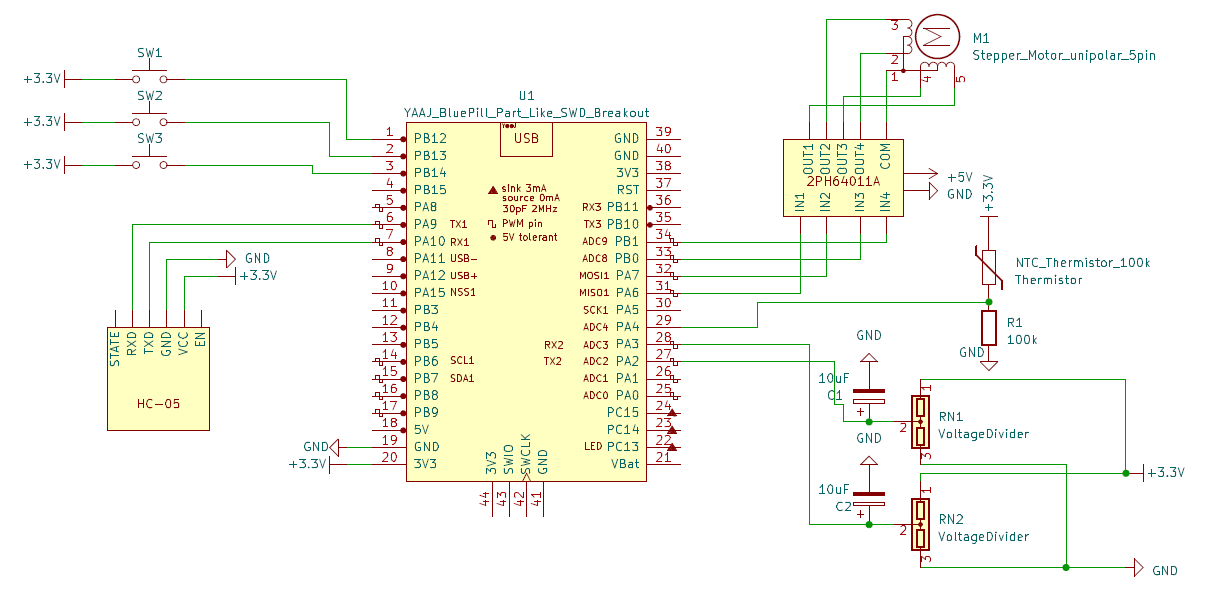 SW1
+3.3V
SW2
+3.3V
SW3
+3.3V
U1
YAAJ_BluePill_Part_Like_SWD_Breakout
USB
sink 3mA
source 0mA
30pF 2MHz
PWM pin
5V tolerant
1 PB12
2 PB13
3 PB14
4 PB15
5 PA8
6 PA9 TX1
7 PA10 RX1
8 PA11 USB-
9 PA12 USB+
10 PA15 NSS1
11 PB3
12 PB4
13 PB5
14 PB6 SCL1
15 PB7 SDA1
16 PB8
17 PB9
18 5V
19 GND
20 3V3
GND 39
GND 40
3V3 38
RST 37
RX3 PB11 36
TX3 PB10 35
ADC9 PB1 34
ADC8 PB0 33
MOSI1 PA7 32
MISO1 PA6 31
SCK1 PA5 30
ADC4 PA4 29
RX2 ADC3 PA3 28
TX2 ADC2 PA2 27
ADC1 PA1 26
ADC0 PA0 25
PC15 24
PC14 23
LED PC13 22
VBat 21
3V3 SWIO SWCLK GND
44 43 42 41
GND
+3.3V
GND
+3.3V
STATE RXD TXD GND VCC EN
HC-05
M1
Stepper_Motor_unipolar_5pin
3
2
1
4
5
OUT1 OUT2 OUT3 OUT4 COM
2PH64011A
IN1 IN2 IN3 IN4
+5V
GND
+3.3V
NTC_Thermistor_100k
Thermistor
R1
100k
GND
GND
10uF
C1
+
1
2
3
RN1
VoltageDivider
GND
10uF
C2
+
1
2
3
RN2
VoltageDivider
+3.3V
GND